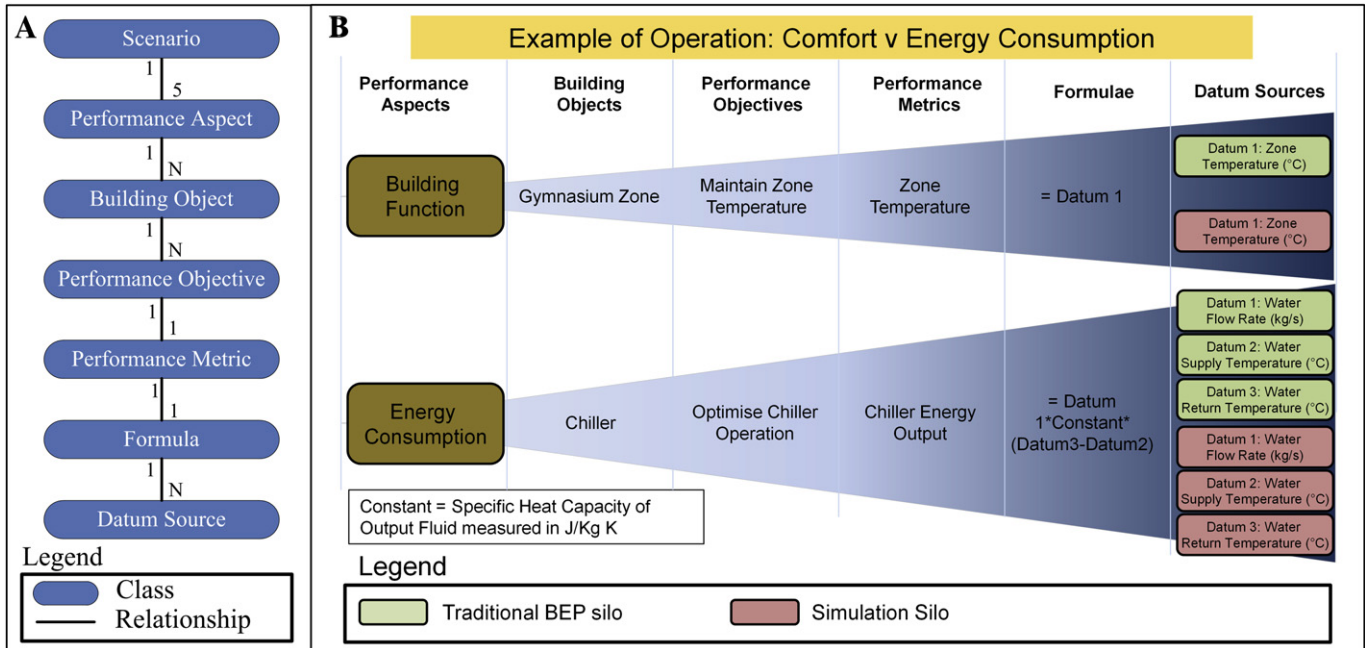 A
Scenario
1
5
Performance Aspect
1
N
Building Object
1
N
Performance Objective
1
1
Performance Metric
1
1
Formula
1
N
Datum Source
Legend
Class
Relationship
B
Example of Operation: Comfort v Energy Consumption
Performance
Aspects
Building
Objects
Performance
Objectives
Performance
Metrics
Formulae
Datum Sources
Building
Function
Gymnasium Zone
Maintain Zone
Temperature
Zone
Temperature
= Datum 1
Datum 1: Zone
Temperature (°C)
Datum 1: Zone
Temperature (°C)
Energy
Consumption
Chiller
Optimise Chiller
Operation
Chiller Energy
Output
= Datum
1*Constant*
(Datum3-Datum2)
Datum 1: Water
Flow Rate (kg/s)
Datum 2: Water
Supply Temperature (°C)
Datum 3: Water
Return Temperature (°C)
Datum 1: Water
Flow Rate (kg/s)
Datum 2: Water
Supply Temperature (°C)
Datum 3: Water
Return Temperature (°C)
Constant = Specific Heat Capacity of
Output Fluid measured in J/Kg K
Legend
Traditional BEP silo
Simulation Silo